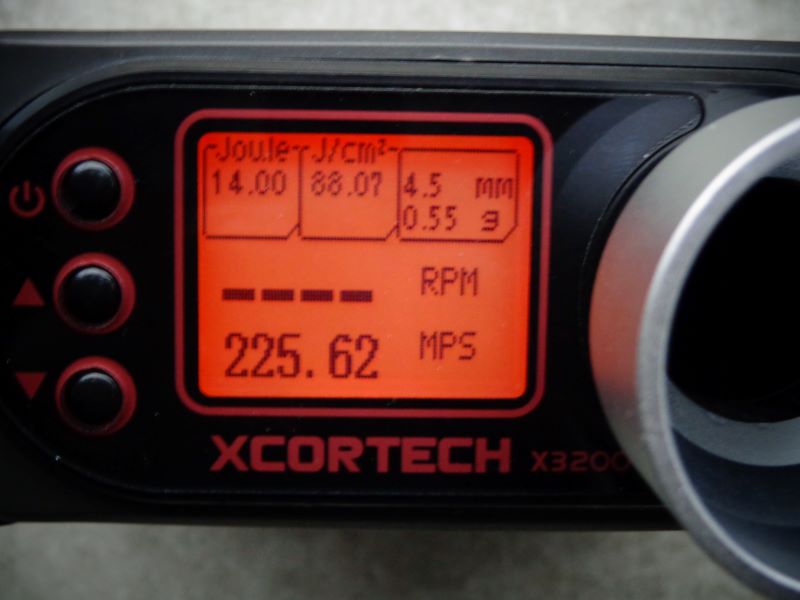 Joule J/cm²
14.00 88.07 4.5 mm
0.55 g
---- RPM
225.62 MPS
XCORTECH X3200